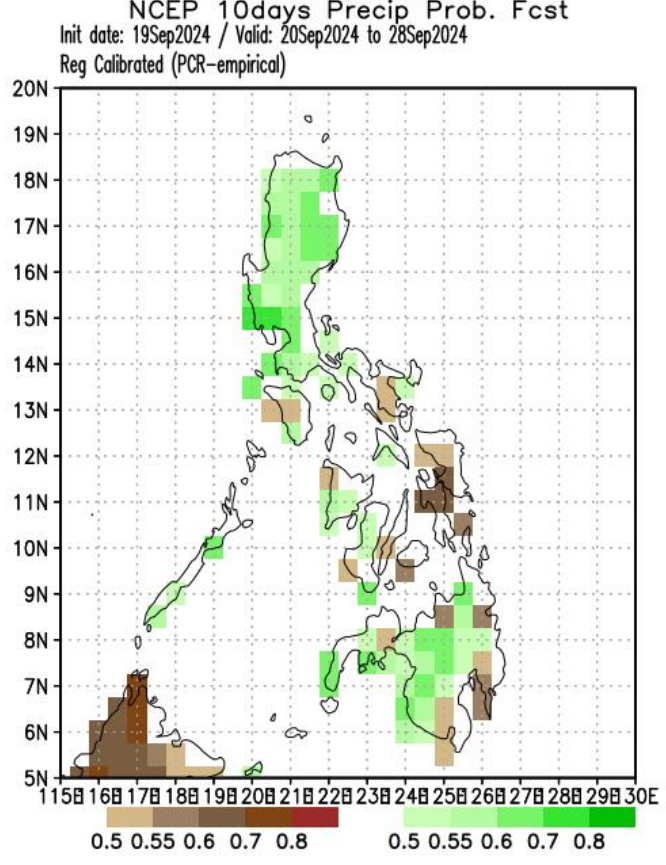 NCEP 10days Precip Prob. Fcst
Init date: 19Sep2024 / Valid: 20Sep2024 to 28Sep2024
Reg Calibrated (PCR-empirical)
20N
19N
18N
17N
16N
15N
14N
13N
12N
11N
10N
9N
8N
7N
6N
5N
115E 116E 117E 118E 119E 120E 121E 122E 123E 124E 125E 126E 127E 128E 129E 130E
0.5 0.55 0.6 0.7 0.8 0.5 0.55 0.6 0.7 0.8